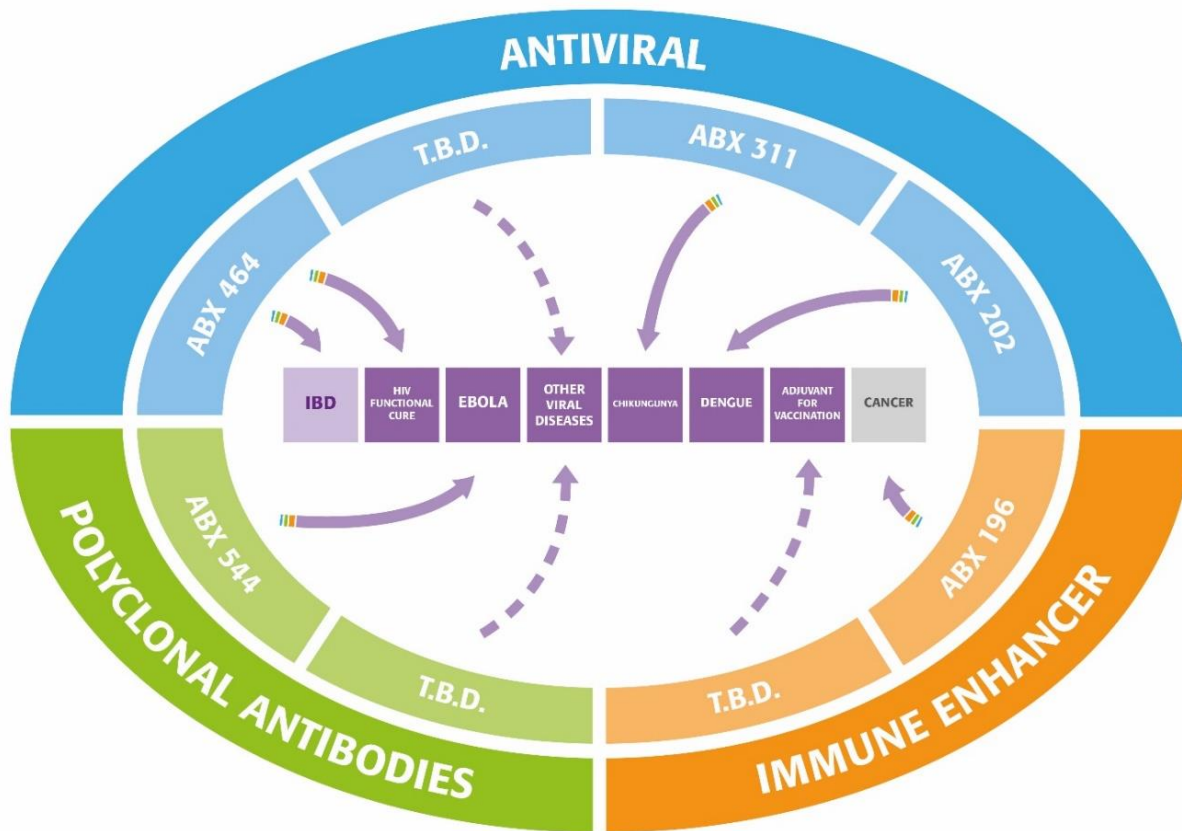 ANTIVIRAL
T.B.D.
ABX 311
ABX 464
ABX 202
IBD
HIV
FUNCTIONAL
CURE
EBOLA
OTHER
VIRAL
DISEASES
CHIKUNGUNYA
DENGUE
ADJUVANT
FOR
VACCINATION
CANCER
ABX 544
ABX 196
T.B.D.
T.B.D.
POLYCLONAL ANTIBODIES
IMMUNE ENHANCER